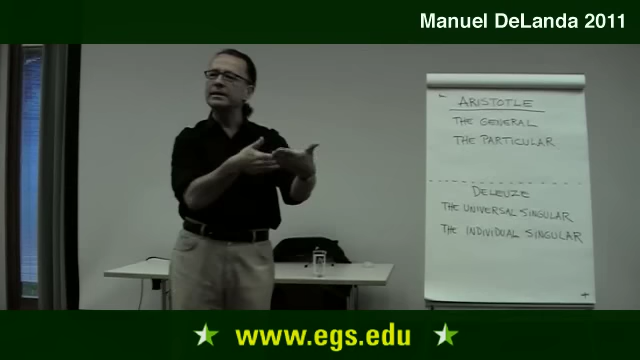 Manuel DeLanda 2011
ARISTOTLE
THE GENERAL
THE PARTICULAR
DELEUZE
THE UNIVERSAL SINGULAR
THE INDIVIDUAL SINGULAR
www.egs.edu